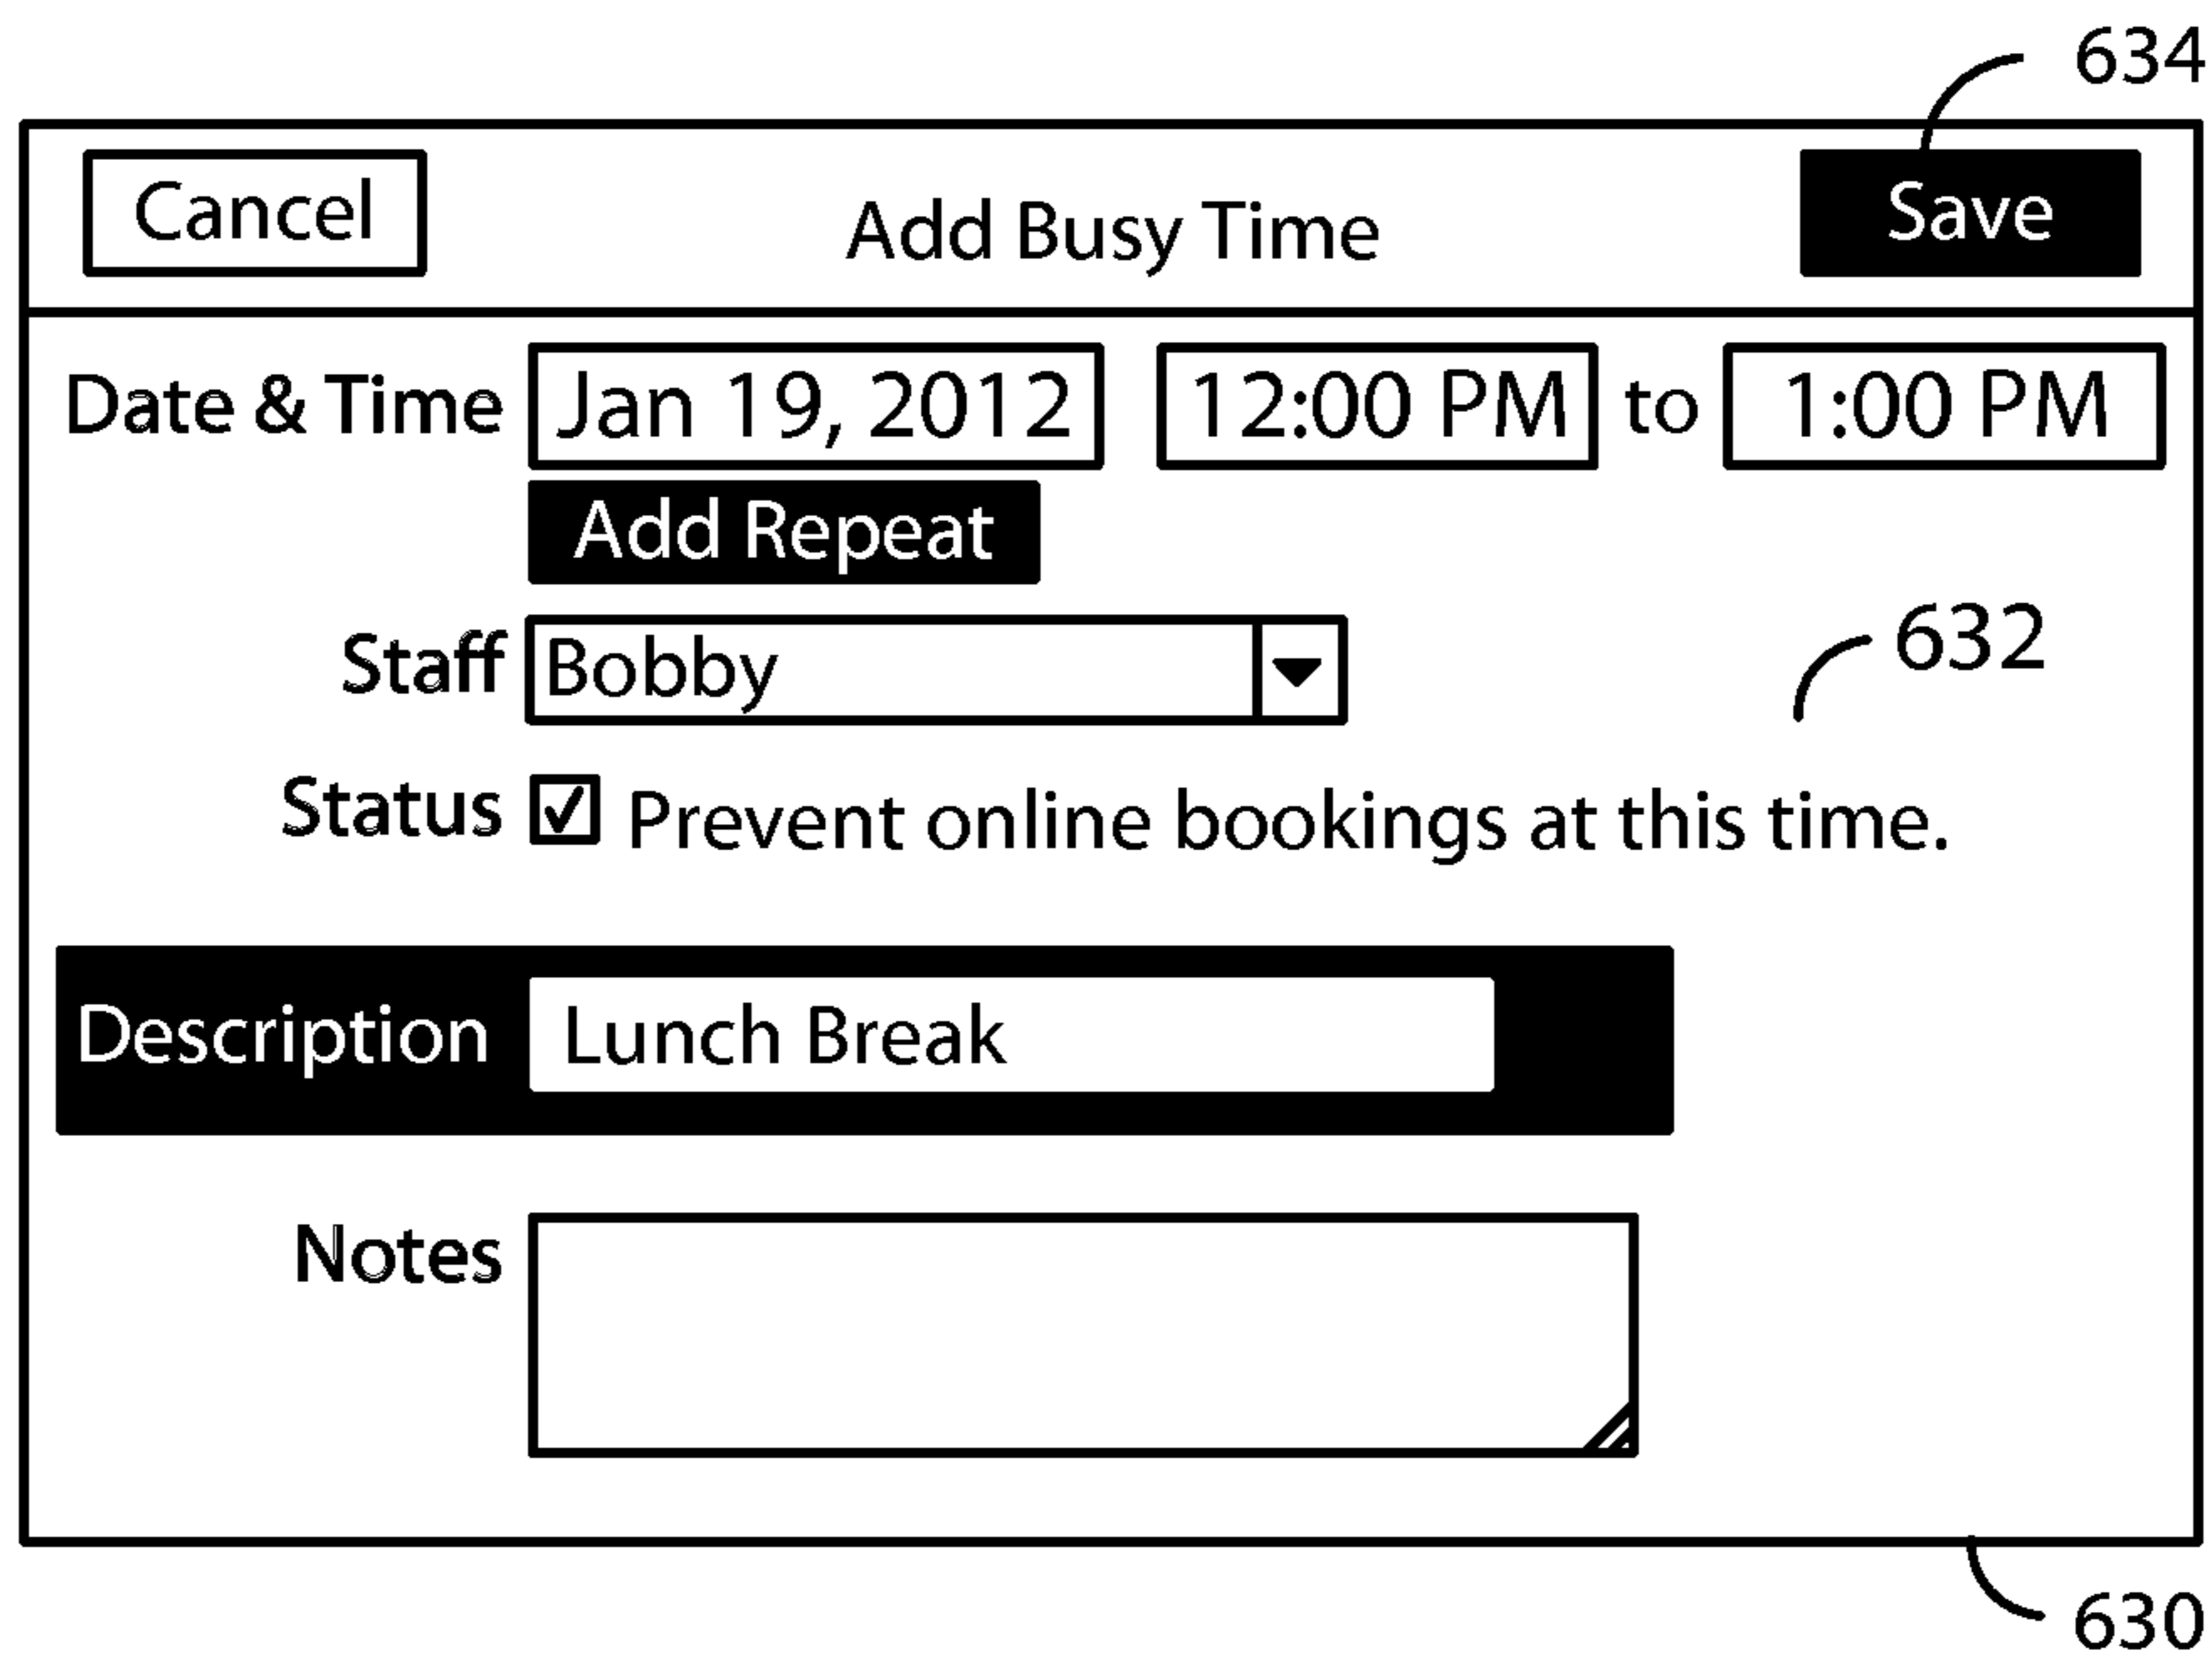 634
Cancel
Add Busy Time
Save
Date & Time Jan 19, 2012 12:00 PM to 1:00 PM
Add Repeat
632
Staff Bobby
Status Prevent online bookings at this time.
Description Lunch Break
Notes
630